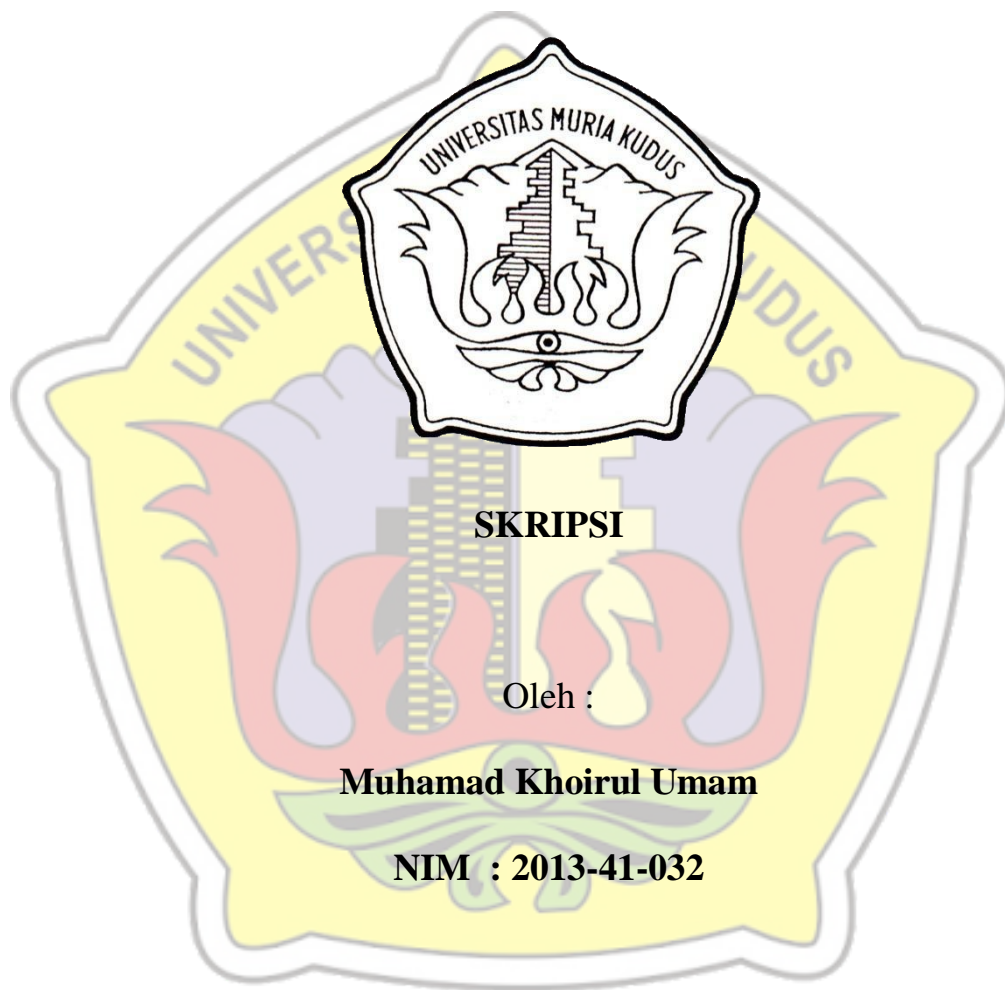 UNIVERSITAS MURIA KUDUS
SKRIPSI
Oleh :
Muhamad Khoirul Umam
NIM : 2013-41-032